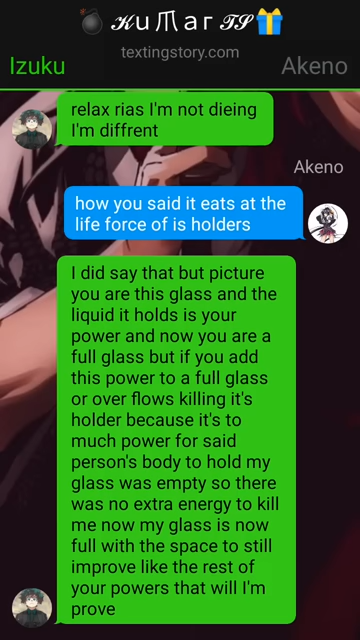 💣 𝓚u爪ar 𝓣𝓢 🎁
textingstory.com
Izuku
Akeno
relax rias I'm not dieing
I'm diffrent
Akeno
how you said it eats at the
life force of is holders
I did say that but picture
you are this glass and the
liquid it holds is your
power and now you are a
full glass but if you add
this power to a full glass
or over flows killing it's
holder because it's to
much power for said
person's body to hold my
glass was empty so there
was no extra energy to kill
me now my glass is now
full with the space to still
improve like the rest of
your powers that will I'm
prove